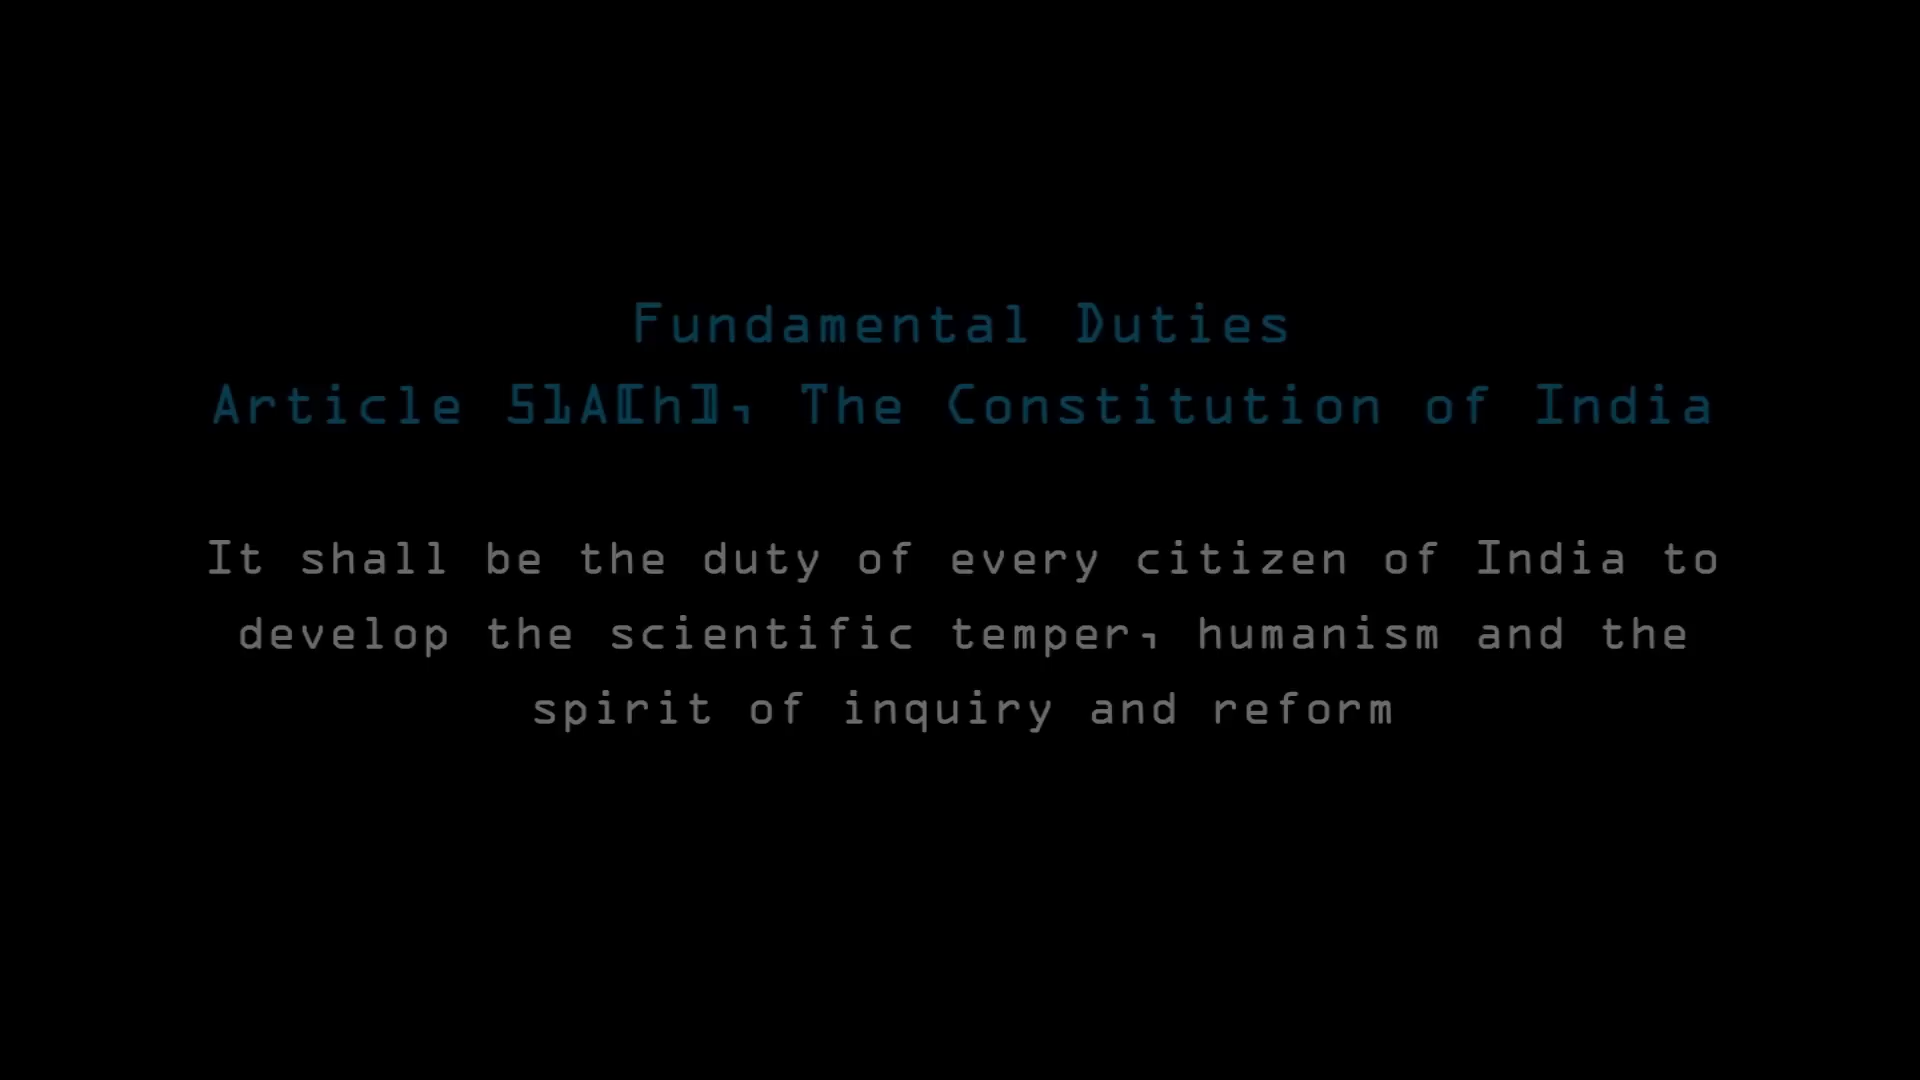 Fundamental Duties
Article 51A[h], The Constitution of India
It shall be the duty of every citizen of India to
develop the scientific temper, humanism and the
spirit of inquiry and reform